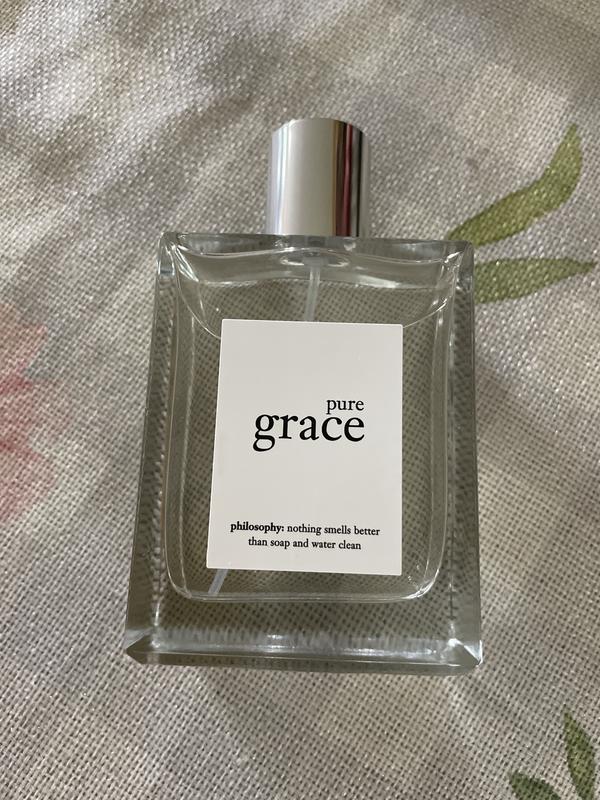 pure
grace
philosophy: nothing smells better
than soap and water clean